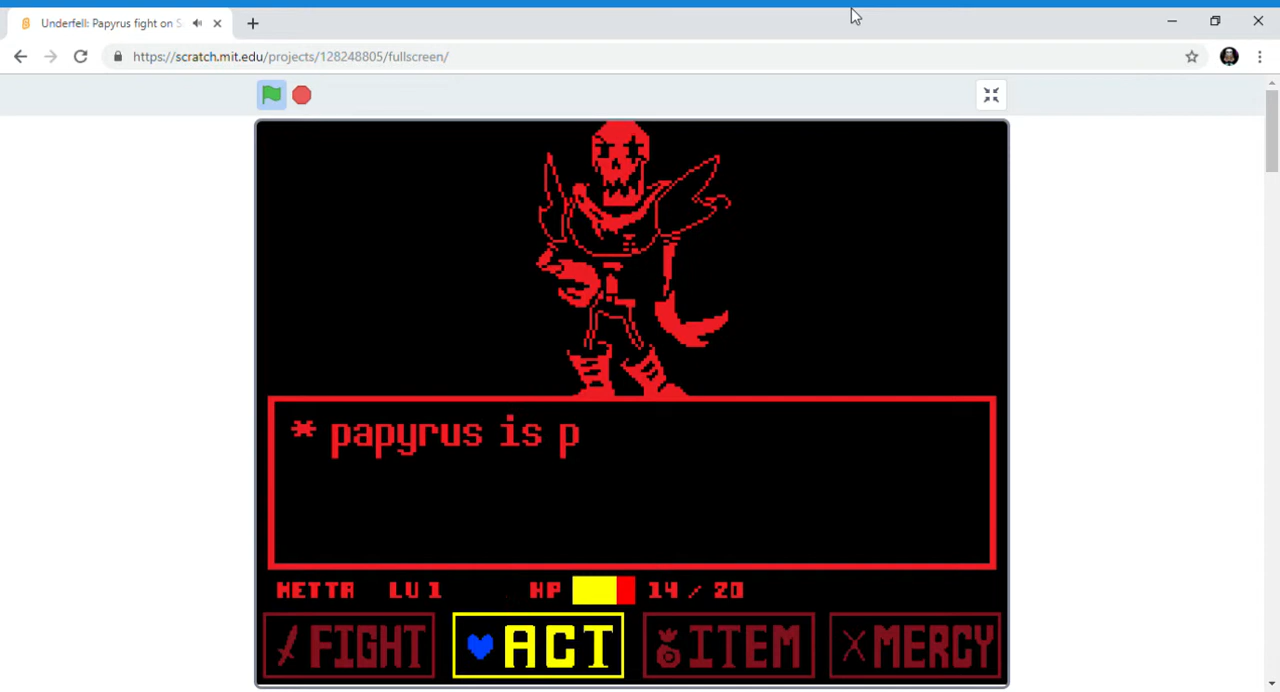 Underfell: Papyrus fight on S
https://scratch.mit.edu/projects/128248805/fullscreen/
* papyrus is p
METTA LV 1 HP 14 / 20
FIGHT ACT ITEM MERCY